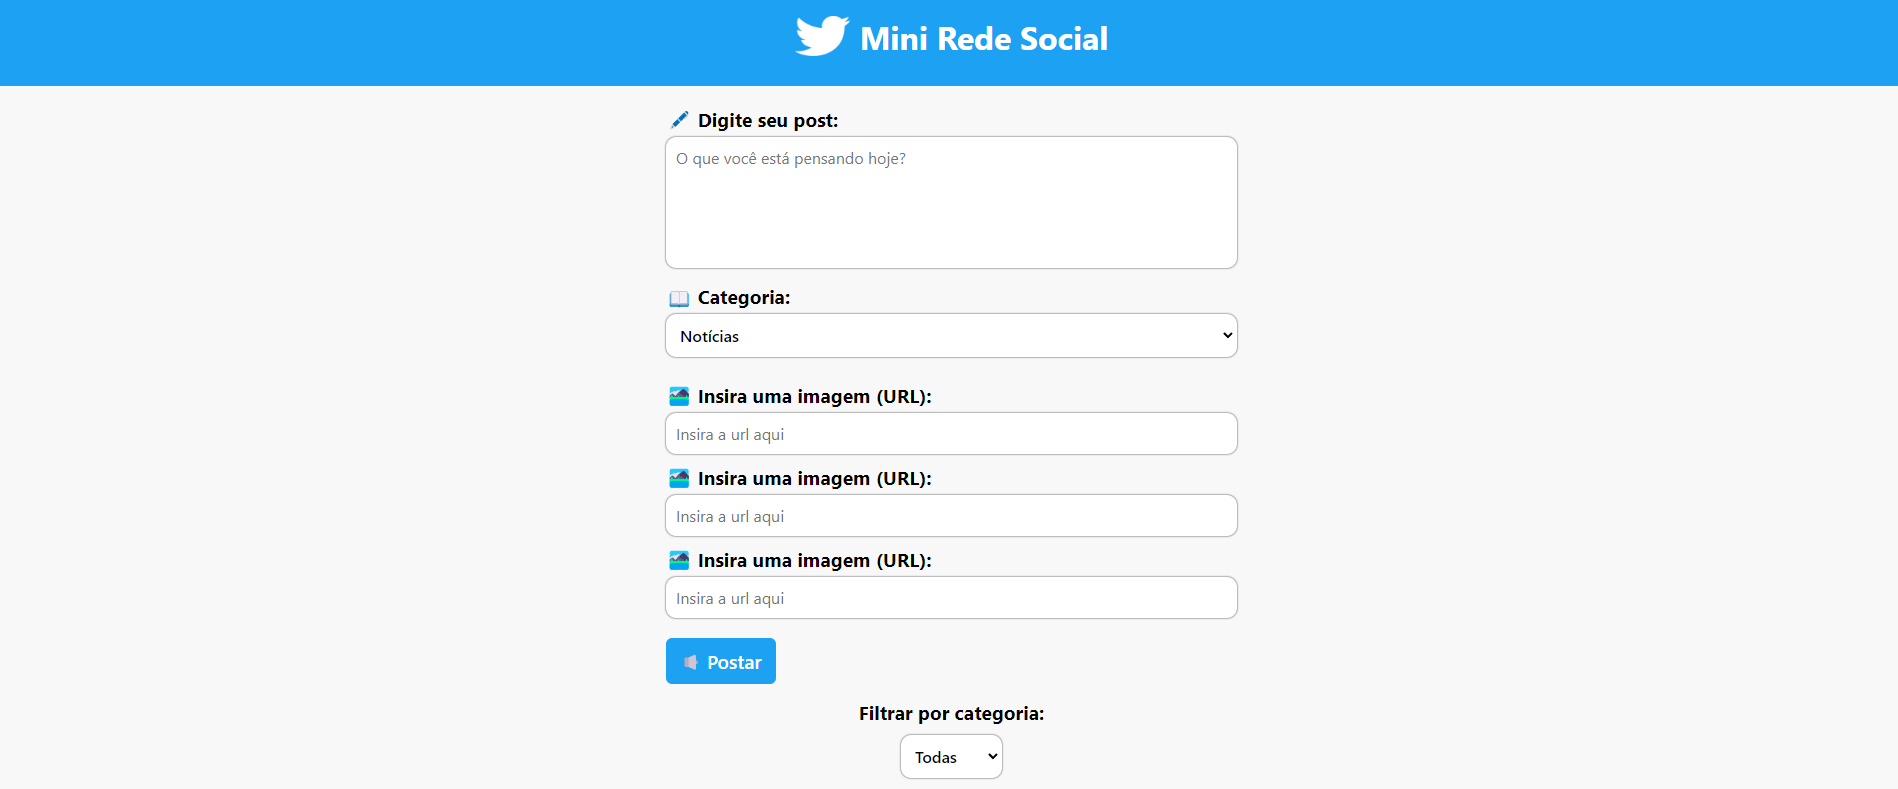 Mini Rede Social
Digite seu post:
O que você está pensando hoje?
Categoria:
Notícias
Insira uma imagem (URL):
Insira a url aqui
Insira uma imagem (URL):
Insira a url aqui
Insira uma imagem (URL):
Insira a url aqui
Postar
Filtrar por categoria:
Todas